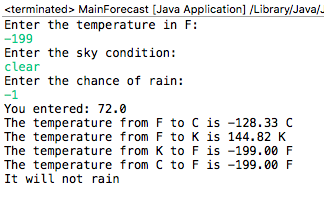 <terminated> MainForecast [Java Application] /Library/Java/J
Enter the temperature in F:
-199
Enter the sky condition:
clear
Enter the chance of rain:
-1
You entered: 72.0
The temperature from F to C is -128.33 C
The temperature from F to K is 144.82 K
The temperature from K to F is -199.00 F
The temperature from C to F is -199.00 F
It will not rain